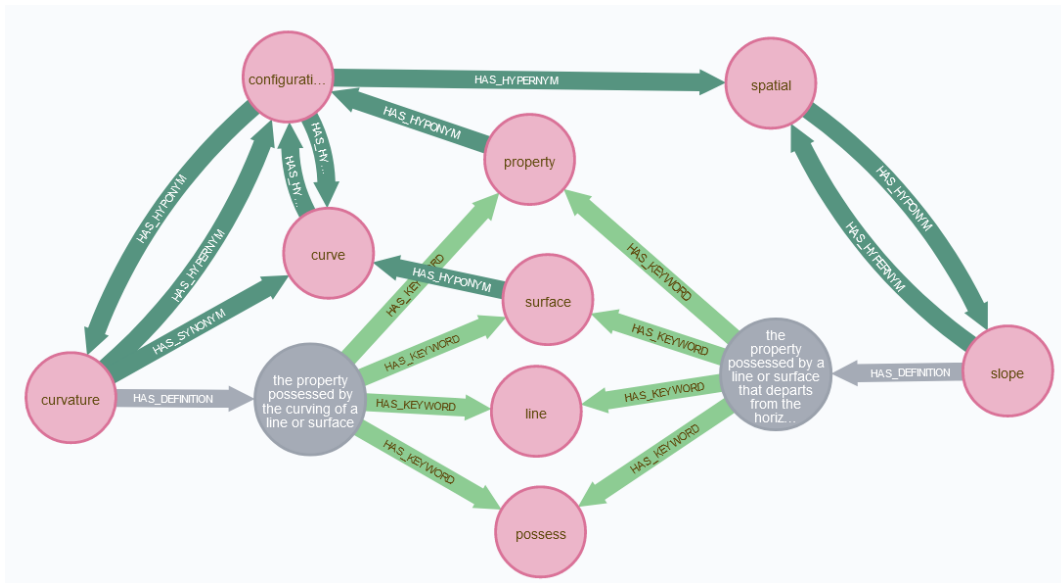 configurati...
HAS_HYPERNYM
spatial
HAS_HYPONYM
HAS_HY...
HAS_HY...
property
HAS_HYPONYM
HAS_HYPERNYM
HAS_HYPONYM
HAS_HYPERNYM
curve
HAS_KEYWORD
HAS_HYPONYM
HAS_KEYWORD
surface
HAS_SYNONYM
HAS_KEYWORD
HAS_KEYWORD
curvature
HAS_DEFINITION
the property
possessed by
the curving of a
line or surface
HAS_KEYWORD
line
HAS_KEYWORD
the
property
possessed by a
line or surface
that departs
from the
horiz...
HAS_DEFINITION
slope
HAS_KEYWORD
HAS_KEYWORD
possess